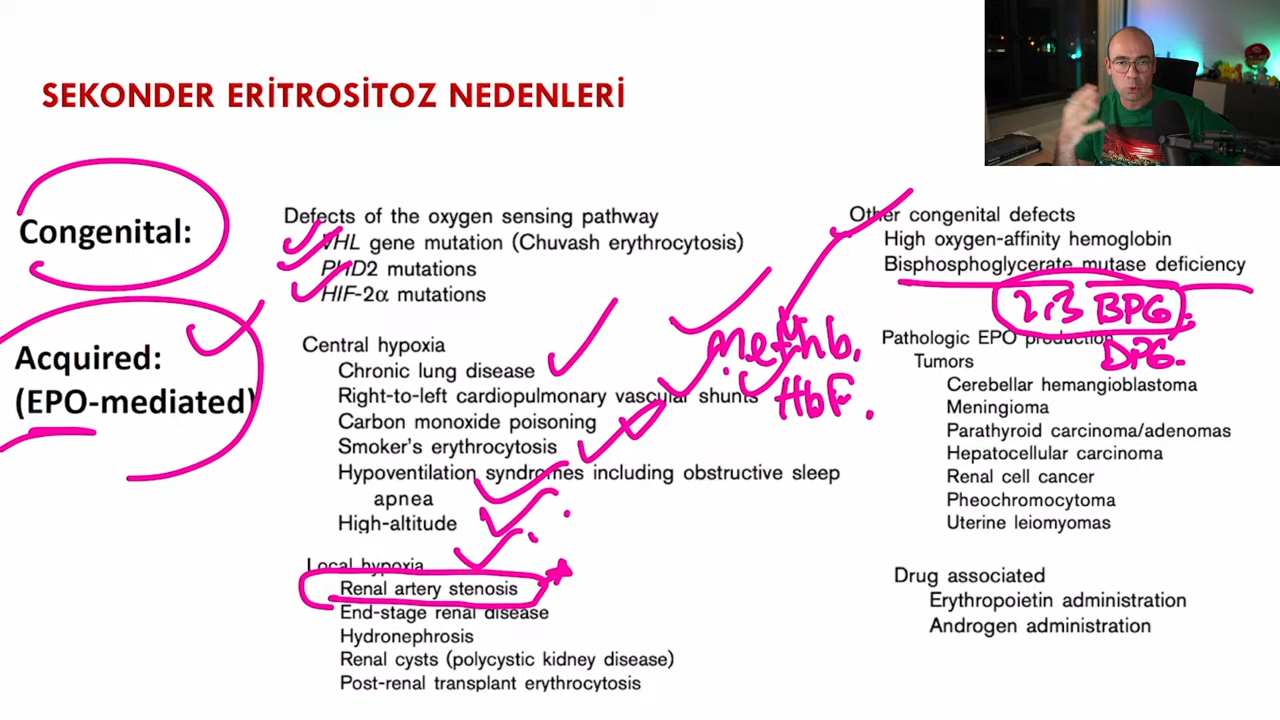 SEKONDER ERİTROSİTOZ NEDENLERİ
Congenital:
Defects of the oxygen sensing pathway
VHL gene mutation (Chuvash erythrocytosis)
PHD2 mutations
HIF-2α mutations
Other congenital defects
High oxygen-affinity hemoglobin
Bisphosphoglycerate mutase deficiency
2,3 BPG
DPG.
Methb.
HbF.
Acquired:
(EPO-mediated)
Central hypoxia
Chronic lung disease
Right-to-left cardiopulmonary vascular shunts
Carbon monoxide poisoning
Smoker's erythrocytosis
Hypoventilation syndromes including obstructive sleep
apnea
High-altitude
Local hypoxia
Renal artery stenosis
End-stage renal disease
Hydronephrosis
Renal cysts (polycystic kidney disease)
Post-renal transplant erythrocytosis
Pathologic EPO production
Tumors
Cerebellar hemangioblastoma
Meningioma
Parathyroid carcinoma/adenomas
Hepatocellular carcinoma
Renal cell cancer
Pheochromocytoma
Uterine leiomyomas
Drug associated
Erythropoietin administration
Androgen administration